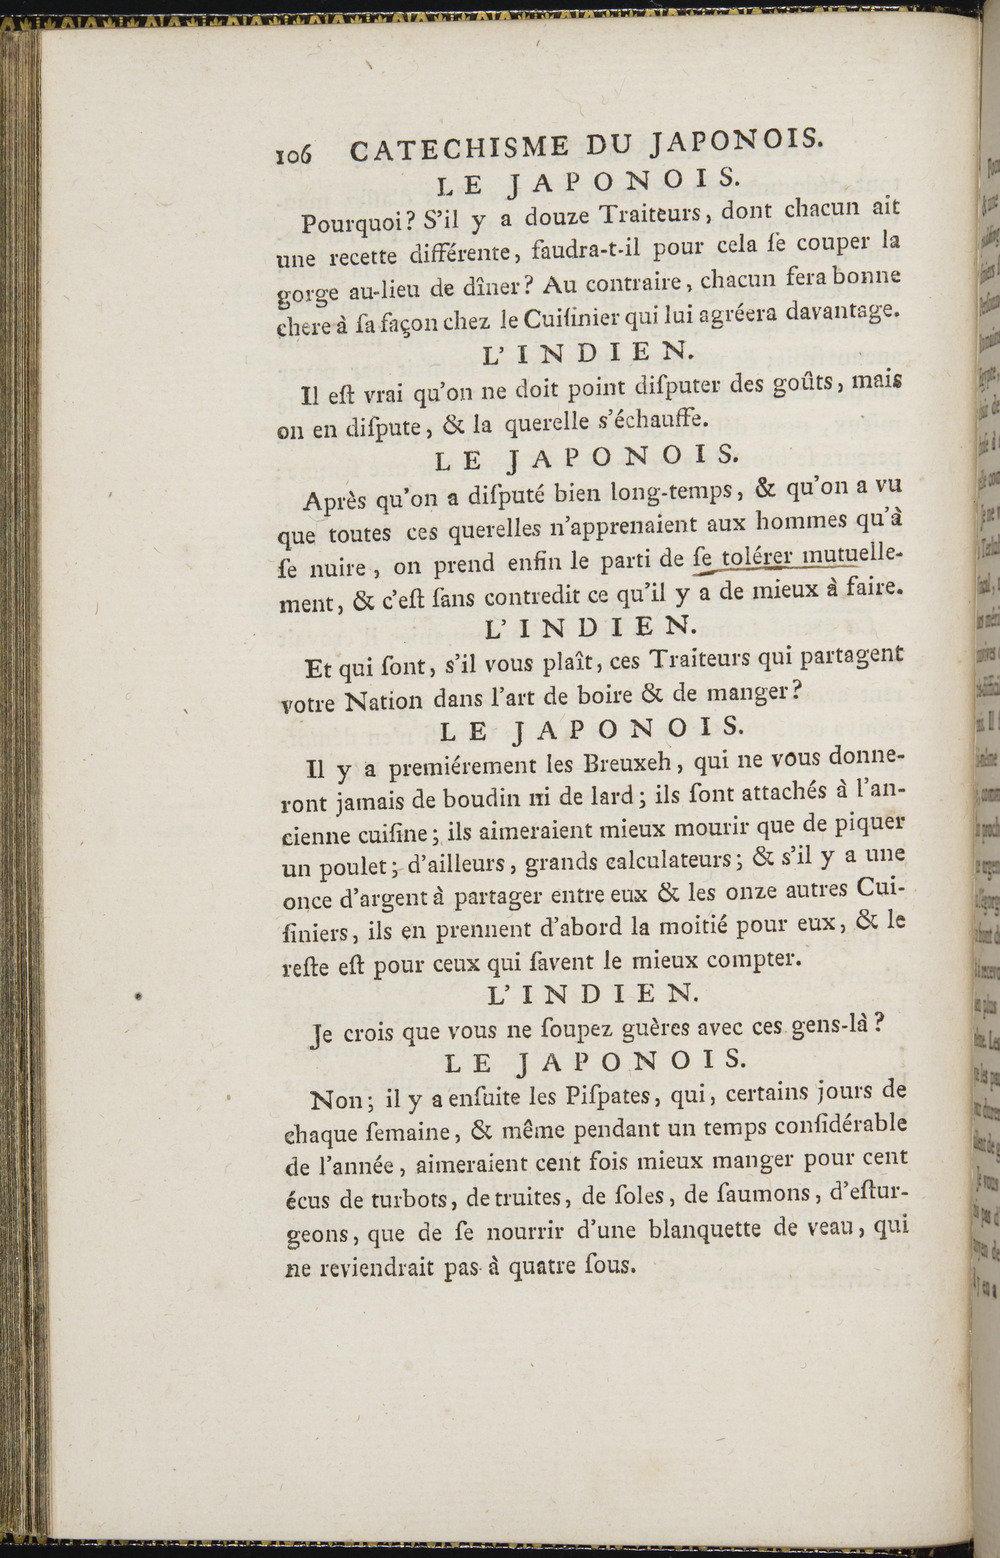 106 CATECHISME DU JAPONOIS.
LE JAPONOIS.
Pourquoi? S'il y a douze Traiteurs, dont chacun ait
une recette différente, faudra-t-il pour cela ſe couper la
gorge au-lieu de dîner? Au contraire, chacun fera bonne
chere à ſa façon chez le Cuiſinier qui lui agréera davantage.
L'INDIEN.
Il eſt vrai qu'on ne doit point diſputer des goûts, mais
on en diſpute, & la querelle s'échauffe.
LE JAPONOIS.
Après qu'on a diſputé bien long-temps, & qu'on a vu
que toutes ces querelles n'apprenaient aux hommes qu'à
ſe nuire, on prend enfin le parti de ſe tolérer mutuelle-
ment, & c'eſt ſans contredit ce qu'il y a de mieux à faire.
L'INDIEN.
Et qui ſont, s'il vous plaît, ces Traiteurs qui partagent
votre Nation dans l'art de boire & de manger?
LE JAPONOIS.
Il y a premiérement les Breuxeh, qui ne vous donne-
ront jamais de boudin ni de lard; ils ſont attachés à l'an-
cienne cuiſine; ils aimeraient mieux mourir que de piquer
un poulet; d'ailleurs, grands calculateurs; & s'il y a une
once d'argent à partager entre eux & les onze autres Cui-
ſiniers, ils en prennent d'abord la moitié pour eux, & le
reſte eſt pour ceux qui ſavent le mieux compter.
L'INDIEN.
Je crois que vous ne ſoupez guères avec ces gens-là?
LE JAPONOIS.
Non; il y a enſuite les Piſpates, qui, certains jours de
chaque ſemaine, & même pendant un temps conſidérable
de l'année, aimeraient cent fois mieux manger pour cent
écus de turbots, de truites, de ſoles, de ſaumons, d'eſtur-
geons, que de ſe nourrir d'une blanquette de veau, qui
ne reviendrait pas à quatre ſous.